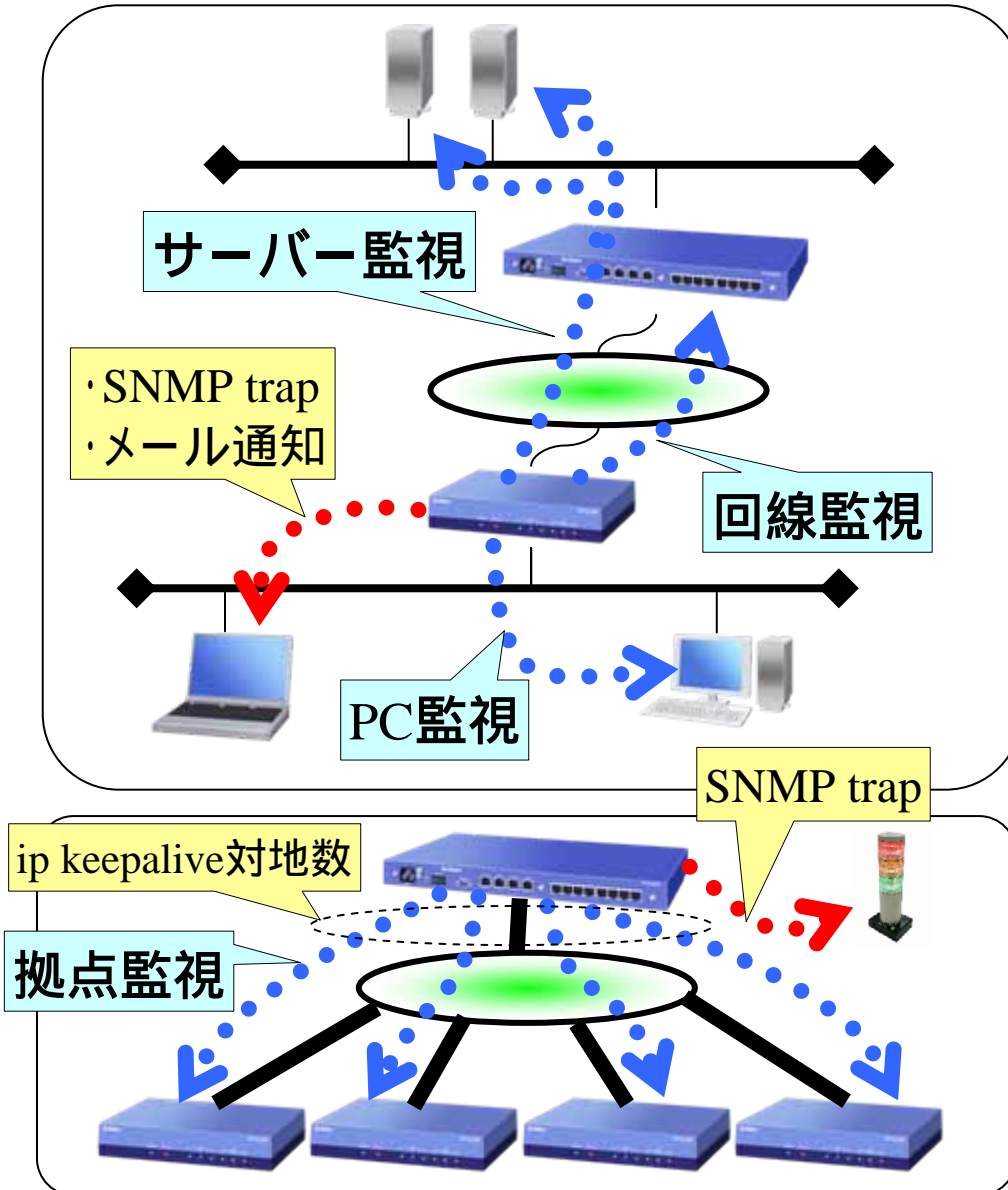 サーバー監視
・SNMP trap
・メール通知
回線監視
PC監視
SNMP trap
ip keepalive対地数
拠点監視